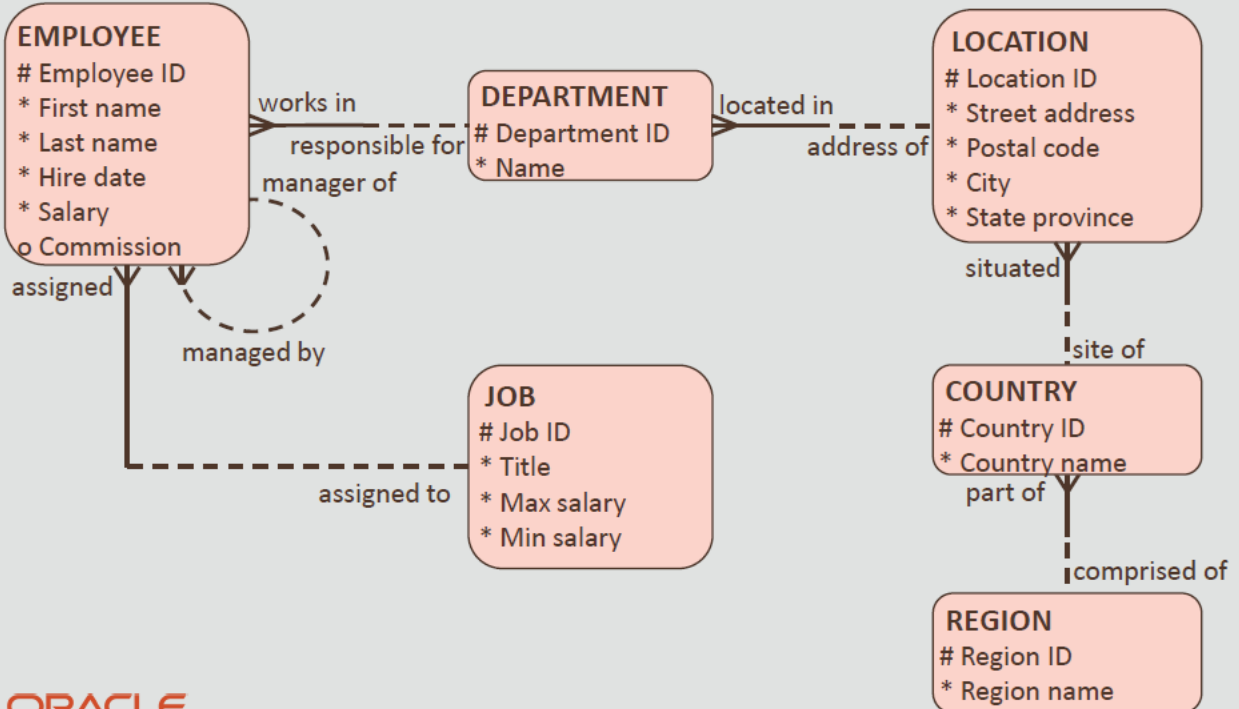 EMPLOYEE
# Employee ID
* First name
* Last name
* Hire date
* Salary
o Commission
works in
responsible for
manager of
managed by
assigned
assigned to
DEPARTMENT
# Department ID
* Name
located in
address of
LOCATION
# Location ID
* Street address
* Postal code
* City
* State province
situated
site of
JOB
# Job ID
* Title
* Max salary
* Min salary
COUNTRY
# Country ID
* Country name
part of
comprised of
REGION
# Region ID
* Region name
ORACLE